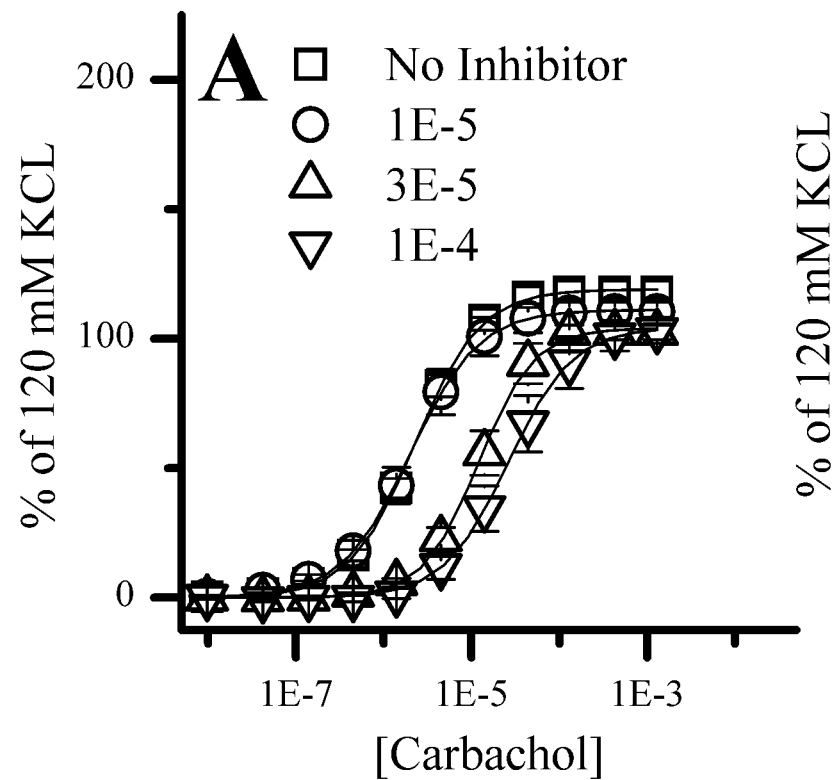 A
No Inhibitor
1E-5
3E-5
1E-4
200
100
0
% of 120 mM KCL
% of 120 mM KCL
1E-7
1E-5
1E-3
[Carbachol]